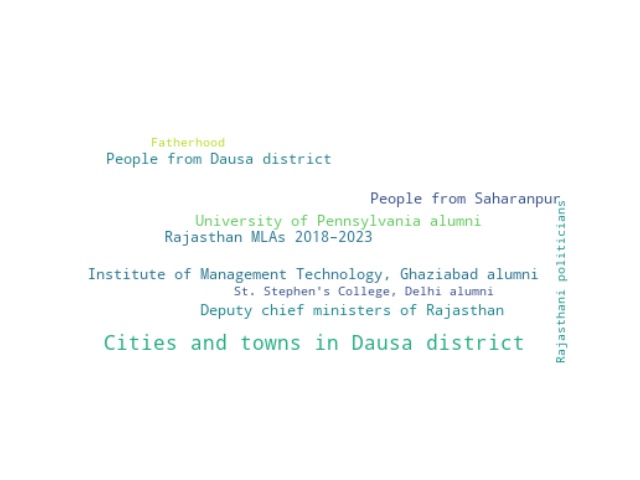 Fatherhood
People from Dausa district
People from Saharanpur
University of Pennsylvania alumni
Rajasthan MLAs 2018-2023
Institute of Management Technology, Ghaziabad alumni
St. Stephen's College, Delhi alumni
Deputy chief ministers of Rajasthan
Cities and towns in Dausa district
Rajasthani politicians